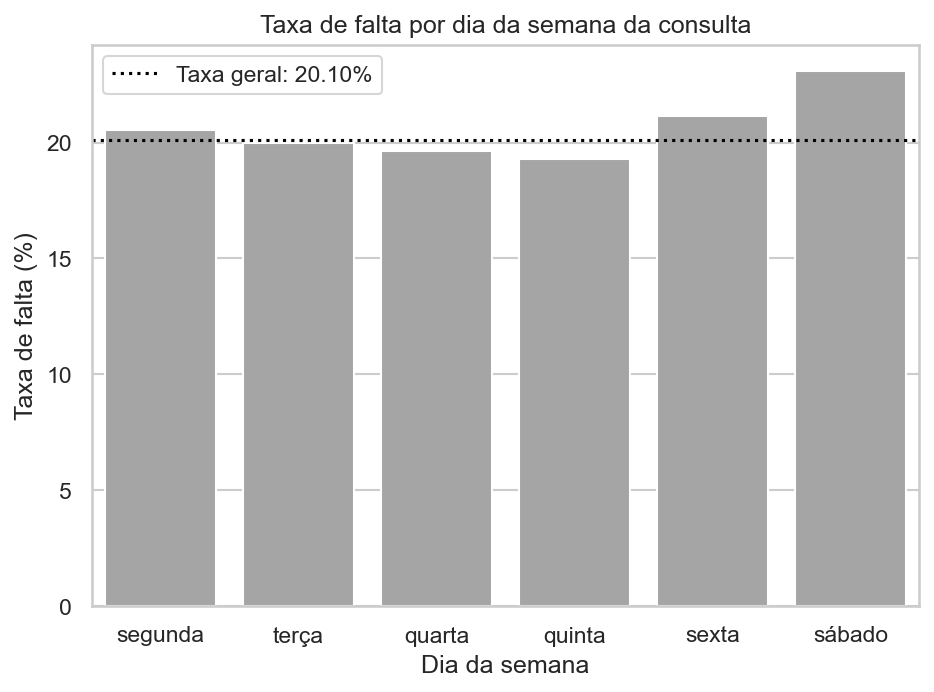 Taxa de falta por dia da semana da consulta
Taxa geral: 20.10%
Taxa de falta (%)
20
15
10
5
0
segunda terça quarta quinta sexta sábado
Dia da semana